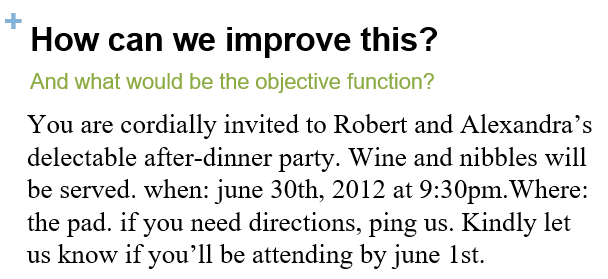 How can we improve this?
And what would be the objective function?
You are cordially invited to Robert and Alexandra’s
delectable after-dinner party. Wine and nibbles will
be served. when: june 30th, 2012 at 9:30pm.Where:
the pad. if you need directions, ping us. Kindly let
us know if you’ll be attending by june 1st.